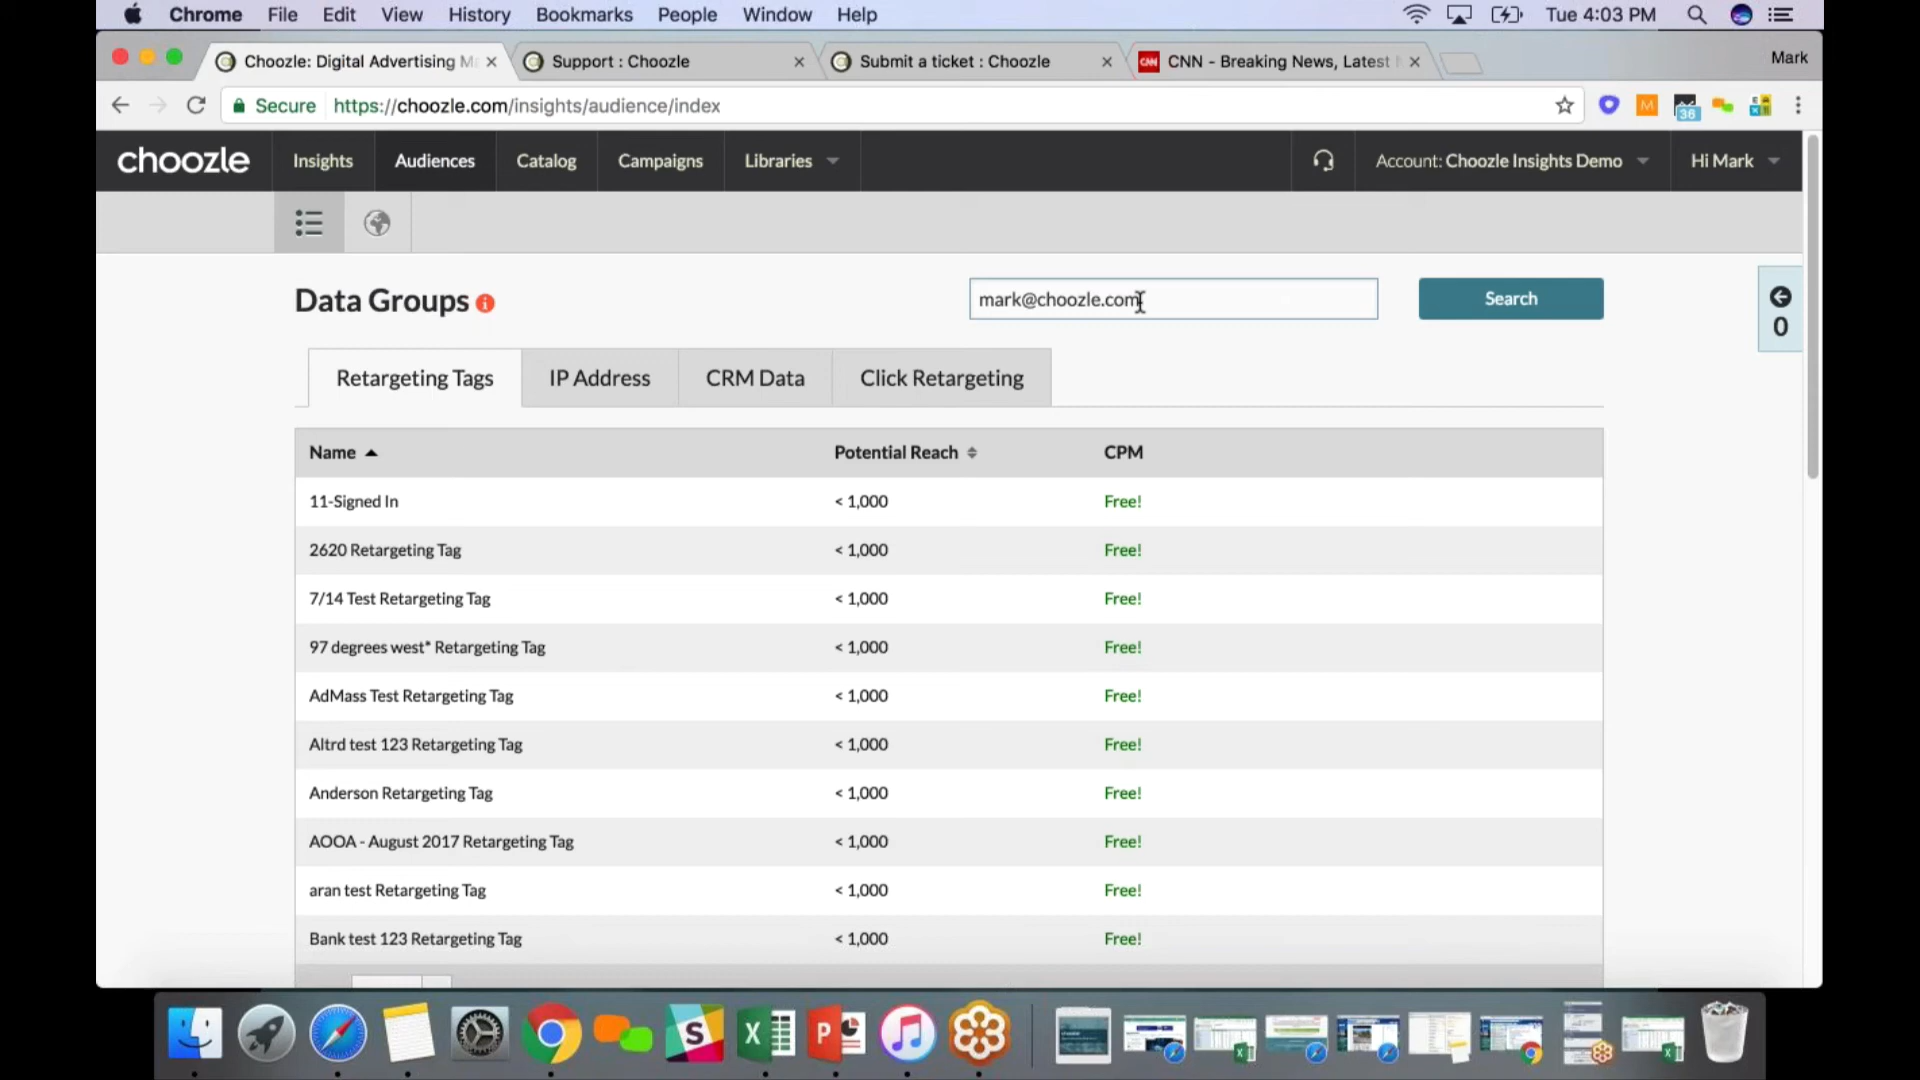 Chrome File Edit View History Bookmarks People Window Help Tue 4:03 PM
Choozle: Digital Advertising Ma Support : Choozle Submit a ticket : Choozle CNN - Breaking News, Latest Mark
Secure https://choozle.com/insights/audience/index 36
choozle Insights Audiences Catalog Campaigns Libraries Account: Choozle Insights Demo Hi Mark
Data Groups mark@choozle.com Search
0
Retargeting Tags IP Address CRM Data Click Retargeting
Name Potential Reach CPM
11-Signed In < 1,000 Free!
2620 Retargeting Tag < 1,000 Free!
7/14 Test Retargeting Tag < 1,000 Free!
97 degrees west* Retargeting Tag < 1,000 Free!
AdMass Test Retargeting Tag < 1,000 Free!
Altrd test 123 Retargeting Tag < 1,000 Free!
Anderson Retargeting Tag < 1,000 Free!
AOOA - August 2017 Retargeting Tag < 1,000 Free!
aran test Retargeting Tag < 1,000 Free!
Bank test 123 Retargeting Tag < 1,000 Free!